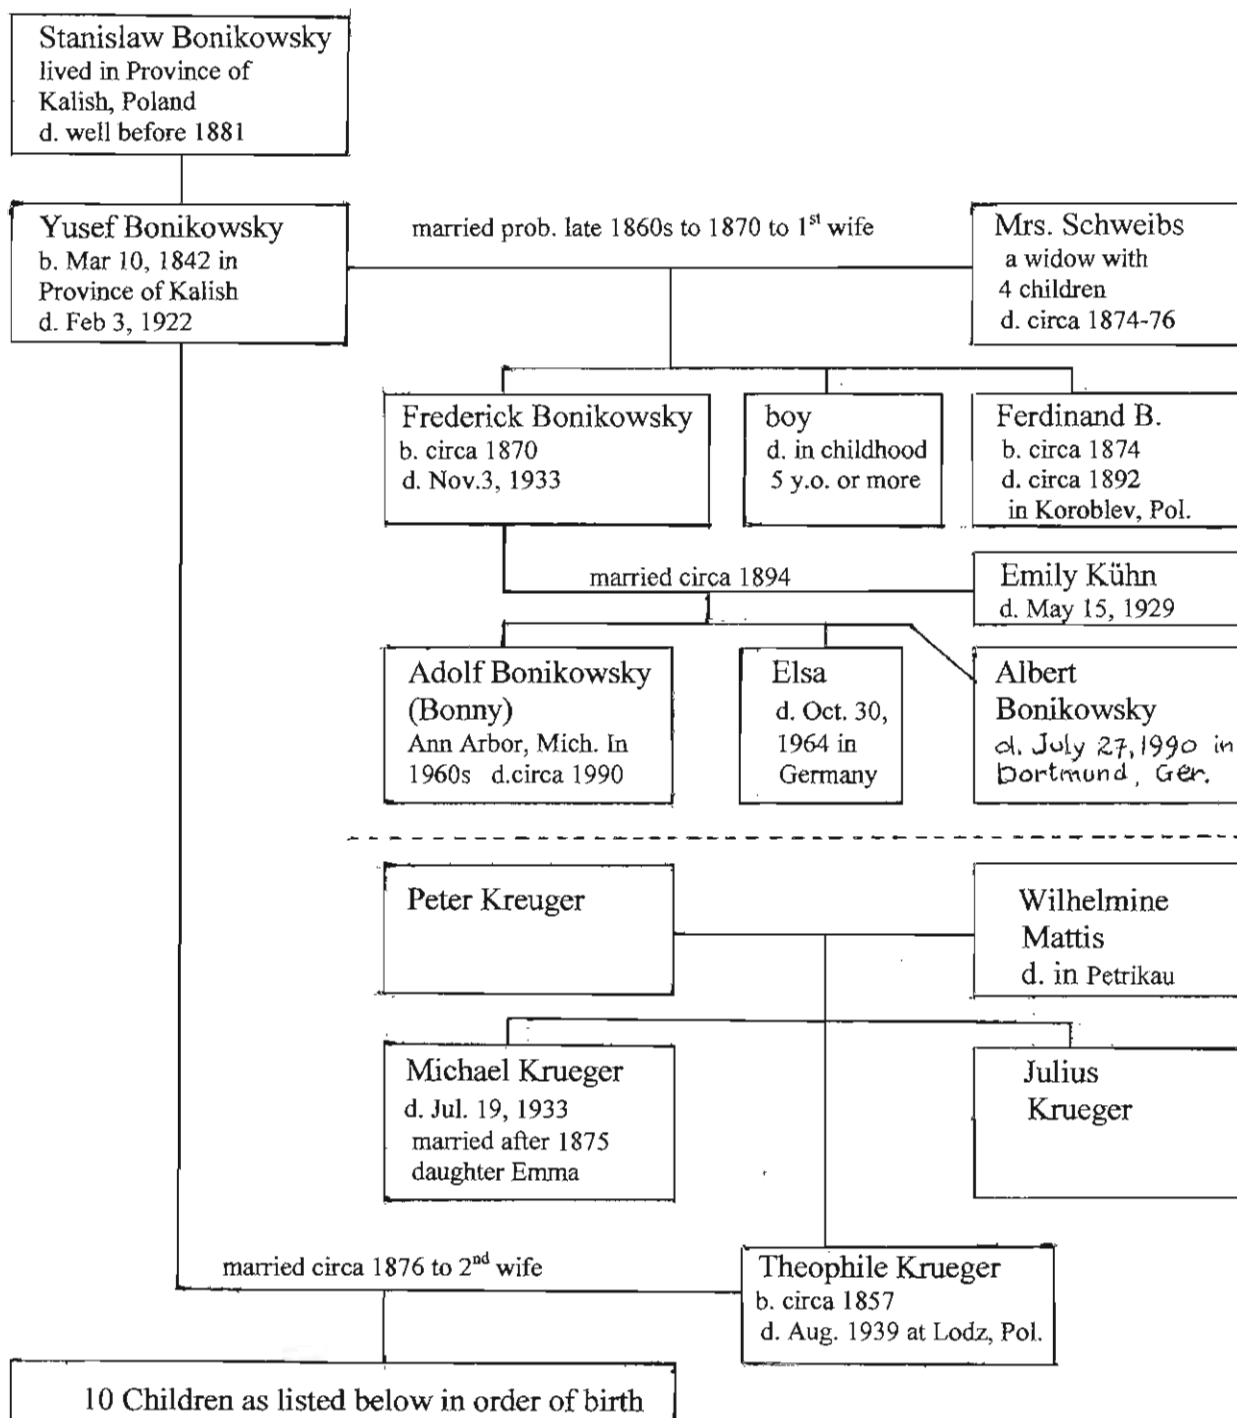 Stanislaw Bonikowsky
lived in Province of
Kalish, Poland
d. well before 1881
Yusef Bonikowsky
b. Mar 10, 1842 in
Province of Kalish
d. Feb 3, 1922
married prob. late 1860s to 1870 to 1st wife
Mrs. Schweibs
a widow with
4 children
d. circa 1874-76
Frederick Bonikowsky
b. circa 1870
d. Nov.3, 1933
boy
d. in childhood
5 y.o. or more
Ferdinand B.
b. circa 1874
d. circa 1892
in Koroblev, Pol.
married circa 1894
Emily Kühn
d. May 15, 1929
Adolf Bonikowsky
(Bonny)
Ann Arbor, Mich. In
1960s d.circa 1990
Elsa
d. Oct. 30,
1964 in
Germany
Albert
Bonikowsky
d. July 27,1990 in
Dortmund, Ger.
Peter Kreuger
Wilhelmine
Mattis
d. in Petrikau
Michael Krueger
d. Jul. 19, 1933
married after 1875
daughter Emma
Julius
Krueger
married circa 1876 to 2nd wife
Theophile Krueger
b. circa 1857
d. Aug. 1939 at Lodz, Pol.
10 Children as listed below in order of birth